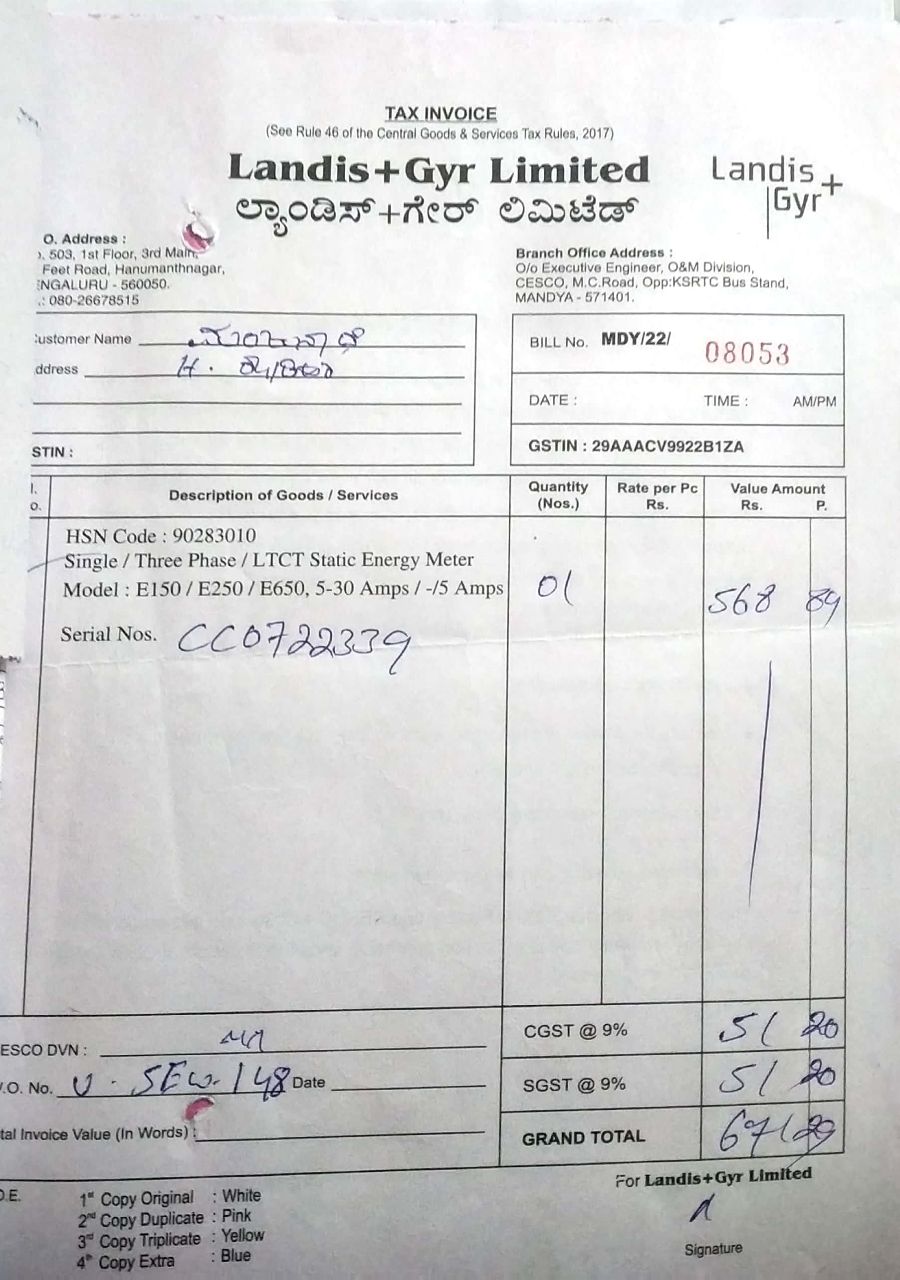 TAX INVOICE
(See Rule 46 of the Central Goods & Services Tax Rules, 2017)
Landis+Gyr Limited
ಲ್ಯಾಂಡಿಸ್+ಗೇರ್ ಲಿಮಿಟೆಡ್
Landis
Gyr+
O. Address :
503, 1st Floor, 3rd Main,
Feet Road, Hanumanthnagar,
ENGALURU - 560050.
.: 080-26678515
Branch Office Address :
O/o Executive Engineer, O&M Division,
CESCO, M.C.Road, Opp:KSRTC Bus Stand,
MANDYA - 571401.
ustomer Name
ddress
STIN :
BILL No. MDY/22/ 08053
DATE : TIME : AM/PM
GSTIN : 29AAACV9922B1ZA
l. o. Description of Goods / Services Quantity (Nos.) Rate per Pc Rs. Value Amount Rs. P.
HSN Code : 90283010
Single / Three Phase / LTCT Static Energy Meter
Model : E150 / E250 / E650, 5-30 Amps / -/5 Amps 01 568 89
Serial Nos. CC0722339
CGST @ 9% 51 20
ESCO DVN :
SGST @ 9% 51 20
.O. No. Date
tal Invoice Value (In Words) :
GRAND TOTAL 671 29
For Landis+Gyr Limited
O.E.
1st Copy Original : White
2nd Copy Duplicate : Pink
3rd Copy Triplicate : Yellow
4th Copy Extra : Blue
Signature